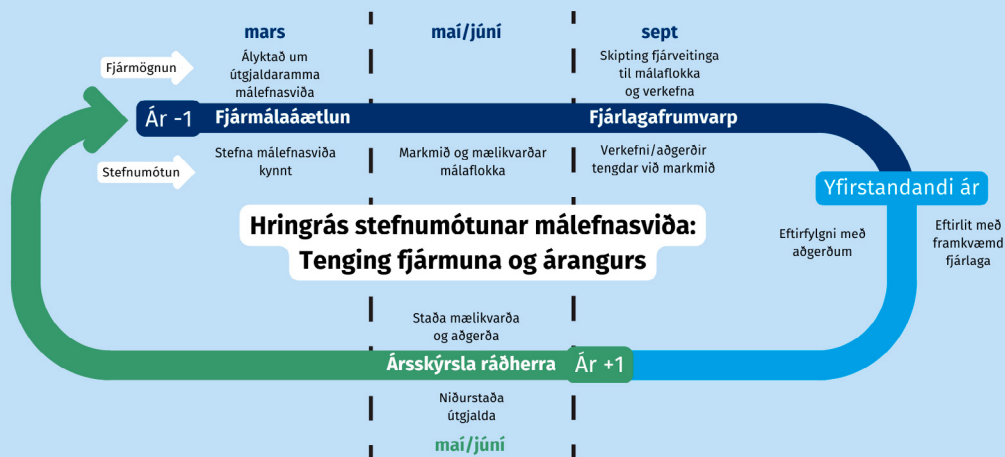 mars
maí/júní
sept
Fjármögnun
Ályktað um
útgjaldaramma
málefnasviða
Skipting fjárveitinga
til málaflokka
og verkefna
Ár -1
Fjármálaáætlun
Fjárlagafrumvarp
Stefnumótun
Stefna málefnasviða
kynnt
Markmið og mælikvarðar
málaflokka
Verkefni/aðgerðir
tengdar við markmið
Yfirstandandi ár
Hringrás stefnumótunar málefnasviða:
Tenging fjármuna og árangurs
Eftirfylgni með
aðgerðum
Eftirlit með
framkvæmd
fjárlaga
Staða mælikvarða
og aðgerða
Ársskýrsla ráðherra
Ár +1
Niðurstaða
útgjalda
maí/júní